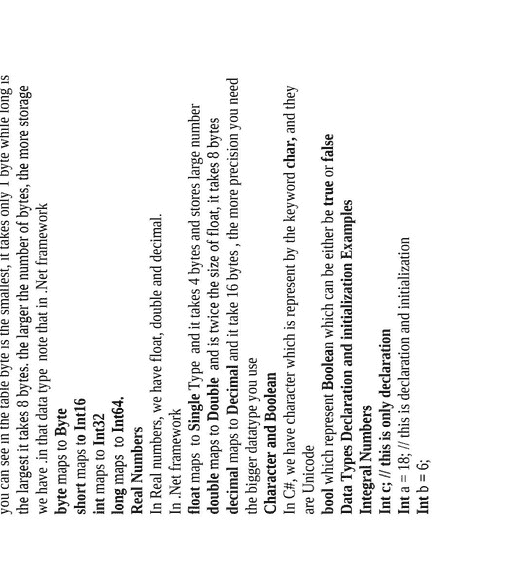 you can see in the table byte is the smallest, it takes only 1 byte while long is
the largest it takes 8 bytes. the larger the number of bytes, the more storage
we have .in that data type note that in .Net framework
byte maps to Byte
short maps to Int16
int maps to Int32
long maps to Int64.
Real Numbers
In Real numbers, we have float, double and decimal.
In .Net framework
float maps to Single Type and it takes 4 bytes and stores large number
double maps to Double and is twice the size of float, it takes 8 bytes
decimal maps to Decimal and it take 16 bytes , the more precision you need
the bigger datatype you use
Character and Boolean
In C#, we have character which is represent by the keyword char, and they
are Unicode
bool which represent Boolean which can be either be true or false
Data Types Declaration and initialization Examples
Integral Numbers
Int c; // this is only declaration
Int a = 18; // this is declaration and initialization
Int b = 6;